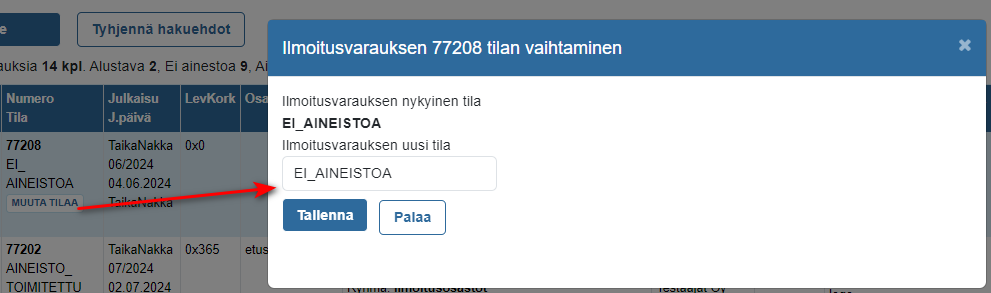 e
Tyhjennä hakuehdot
auksia 14 kpl. Alustava 2, Ei ainestoa 9, Ai
Numero
Tila
Julkaisu
J.päivä
LevKork
Osa
77208
EI_
AINEISTOA
MUUTA TILAA
TaikaNakka
06/2024
04.06.2024
TaikaNakka
0x0
77202
AINEISTO_
TOIMITETTU
TaikaNakka
07/2024
02.07.2024
0x365
etus
Ilmoitusvarauksen 77208 tilan vaihtaminen
×
Ilmoitusvarauksen nykyinen tila
EI_AINEISTOA
Ilmoitusvarauksen uusi tila
EI_AINEISTOA
Tallenna
Palaa
Ryhmä: Ilmoitusosastot
Testaajat Oy